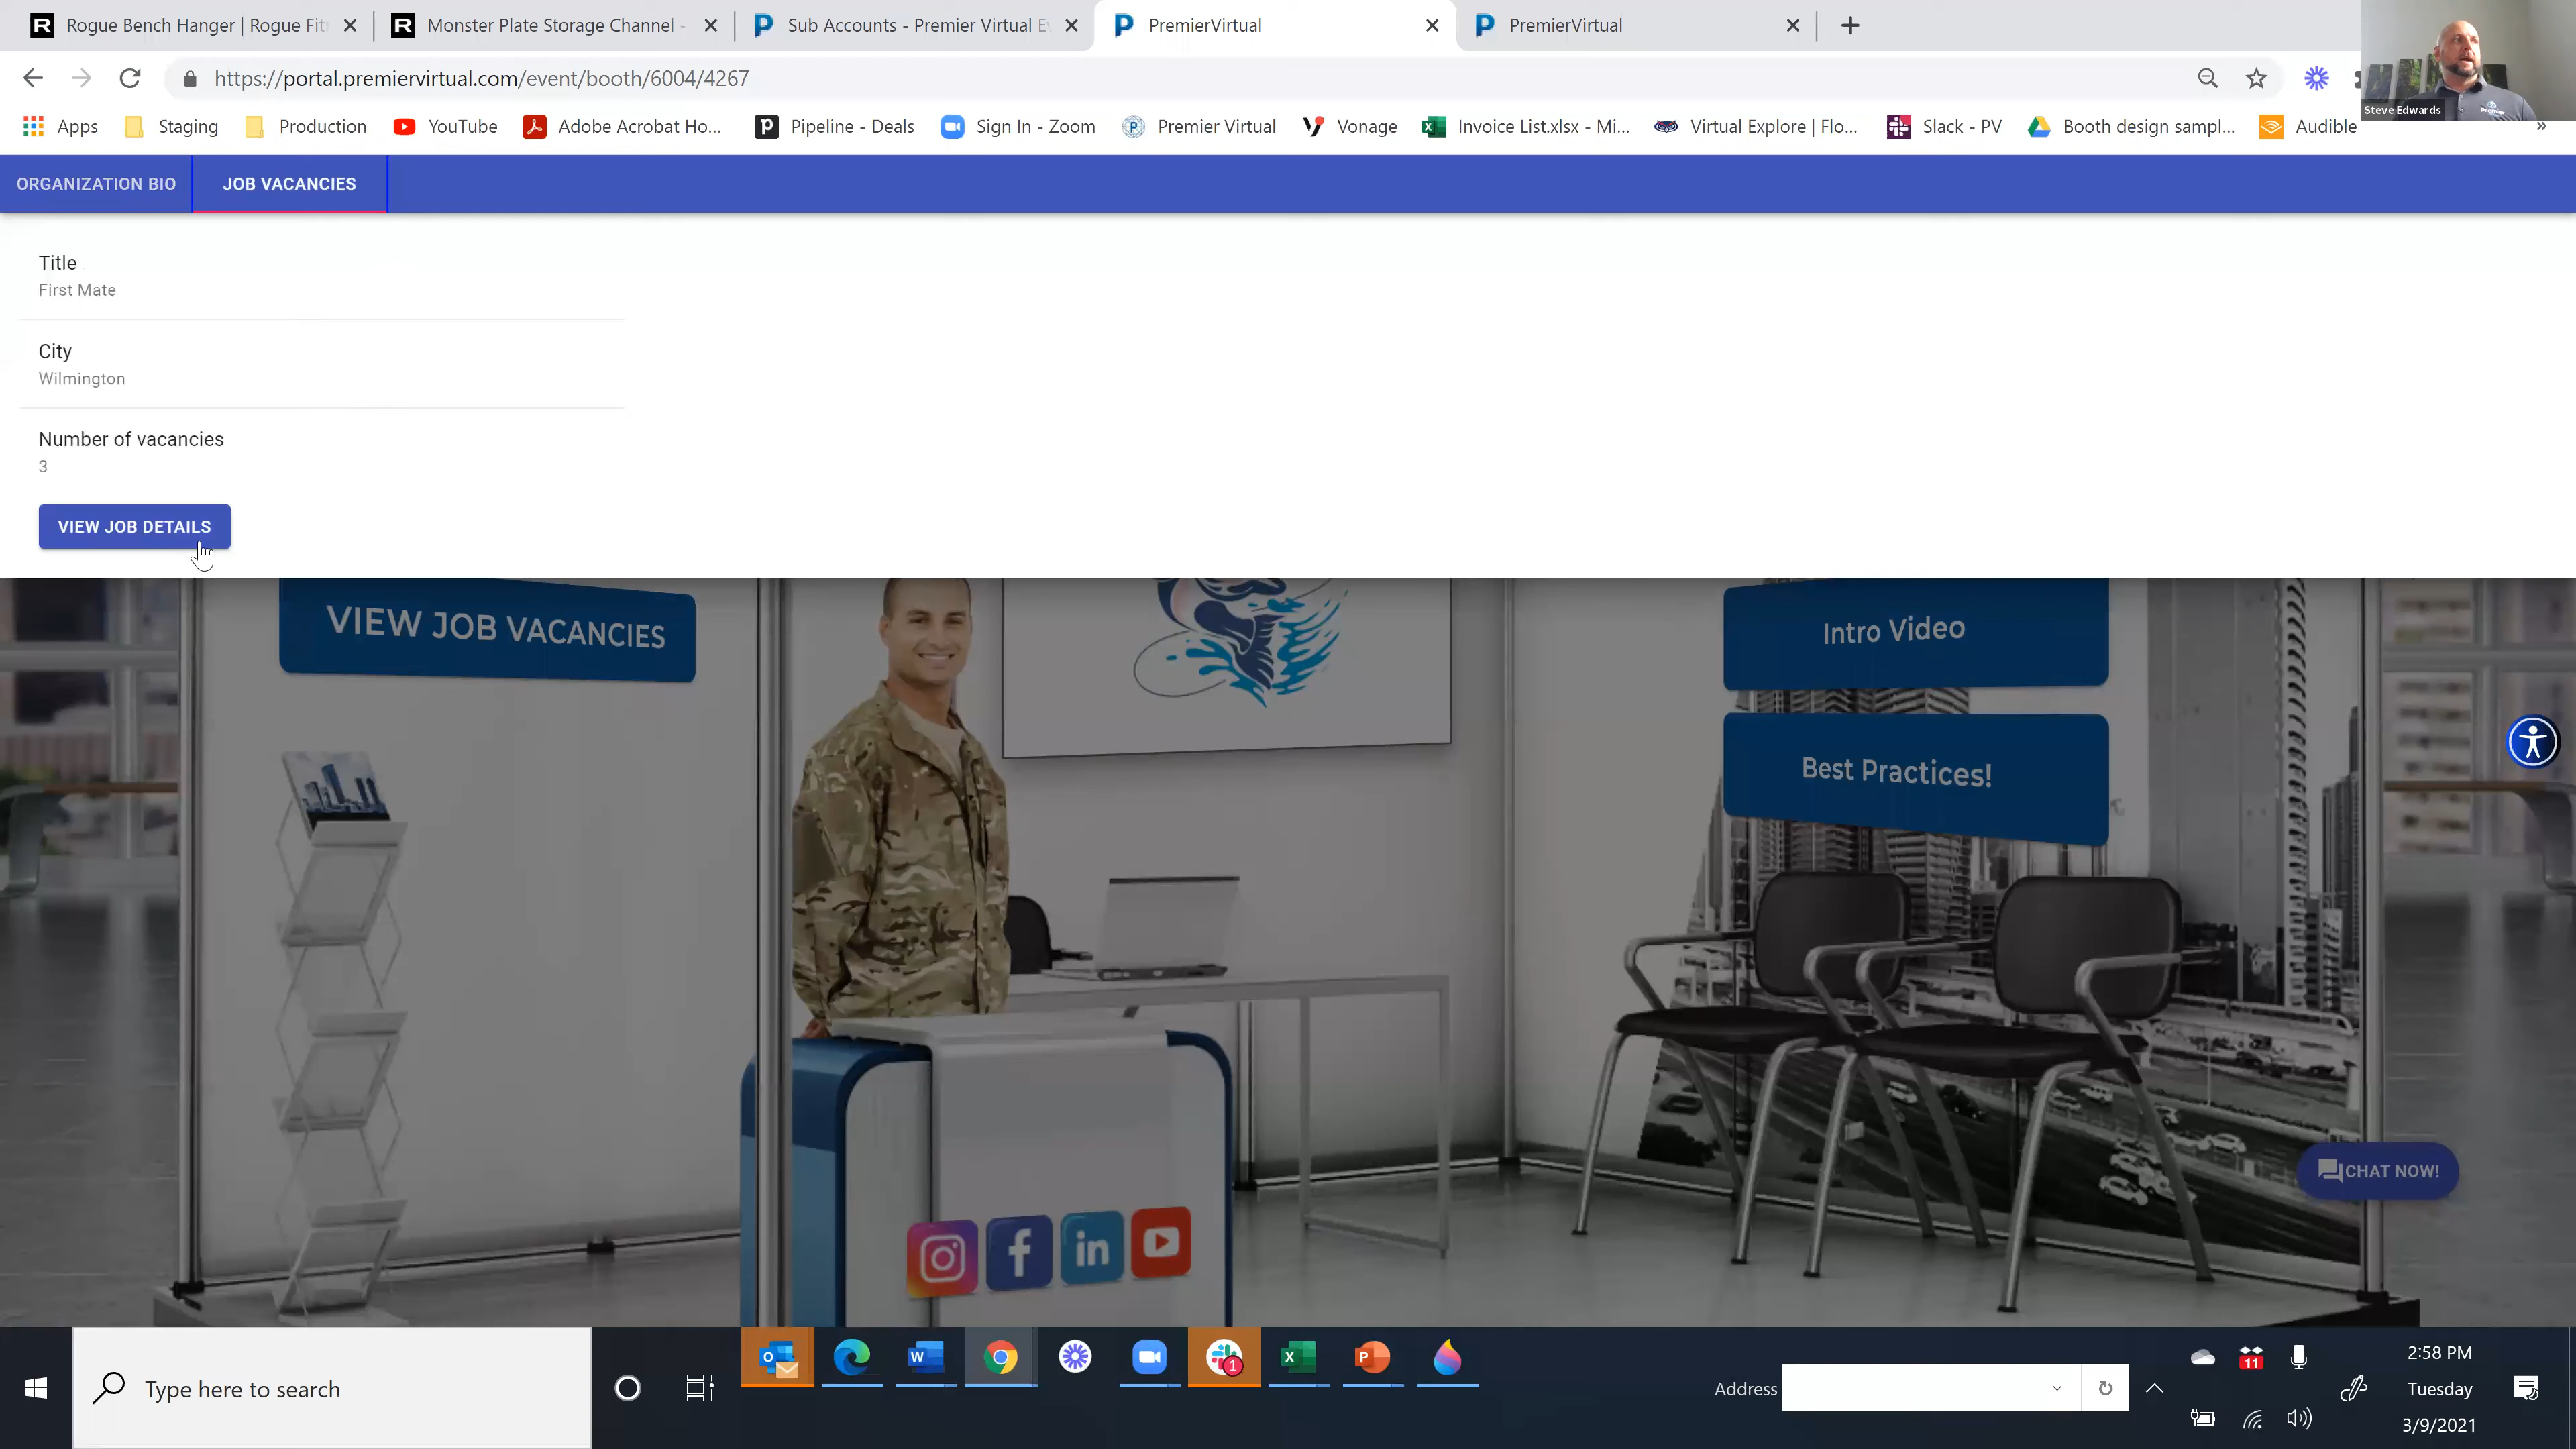 Rogue Bench Hanger | Rogue Fit
Monster Plate Storage Channel -
Sub Accounts - Premier Virtual E
PremierVirtual
PremierVirtual
https://portal.premiervirtual.com/event/booth/6004/4267
Apps
Staging
Production
YouTube
Adobe Acrobat Ho...
Pipeline - Deals
Sign In - Zoom
Premier Virtual
Vonage
Invoice List.xlsx - Mi...
Virtual Explore | Flo...
Slack - PV
Booth design sampl...
Audible
»
Steve Edwards
ORGANIZATION BIO
JOB VACANCIES
Title
First Mate
City
Wilmington
Number of vacancies
3
VIEW JOB DETAILS
VIEW JOB VACANCIES
Intro Video
Best Practices!
CHAT NOW!
Type here to search
1
Address
11
2:58 PM
Tuesday
3/9/2021